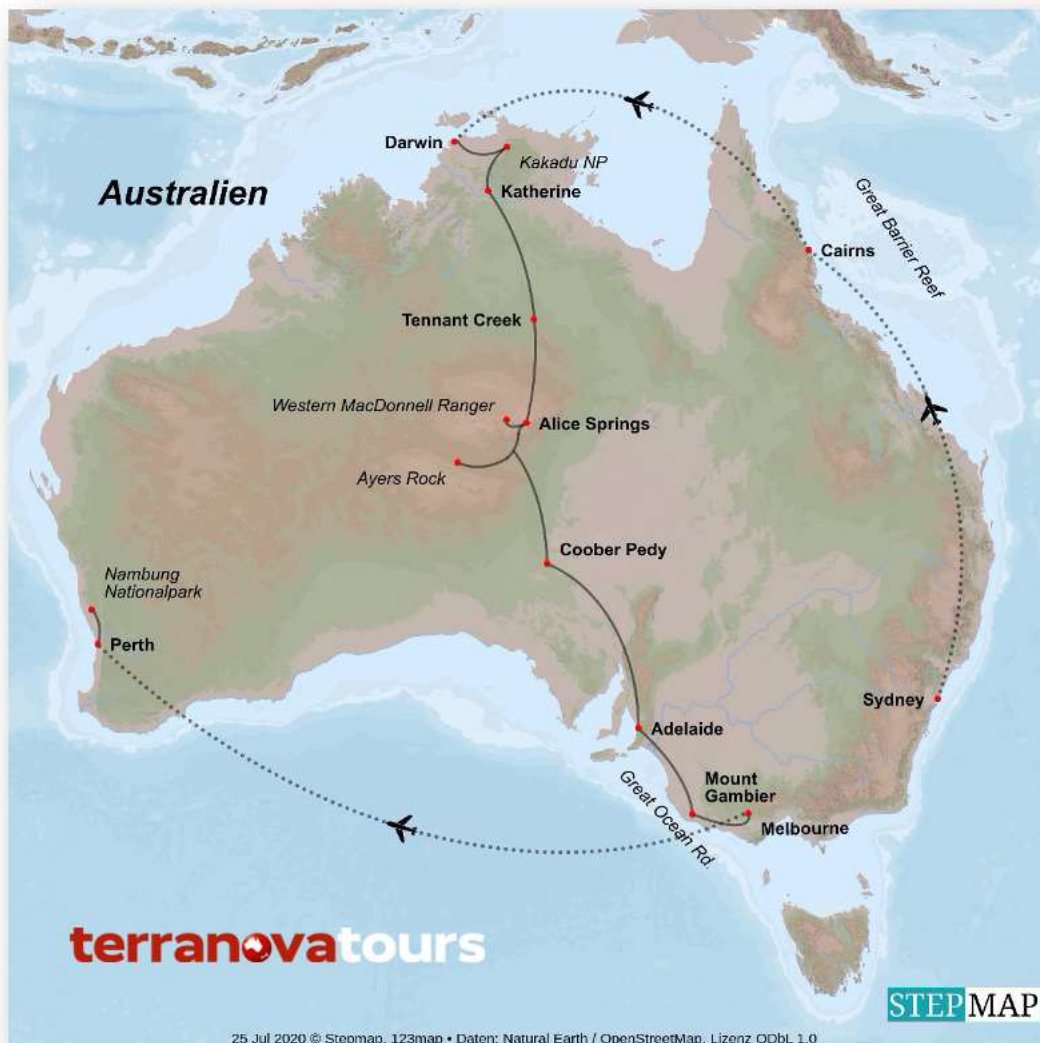 Darwin
Kakadu NP
Australien
Katherine
Great Barrier Reef
Cairns
Tennant Creek
Western MacDonnell Ranger
Alice Springs
Ayers Rock
Coober Pedy
Nambung
Nationalpark
Perth
Sydney
Adelaide
Mount
Gambier
Great Ocean Rd.
Melbourne
terranovatours
STEPMAP
25 Jul 2020 © Stepmap, 123map • Daten: Natural Earth / OpenStreetMap, Lizenz ODbL 1.0